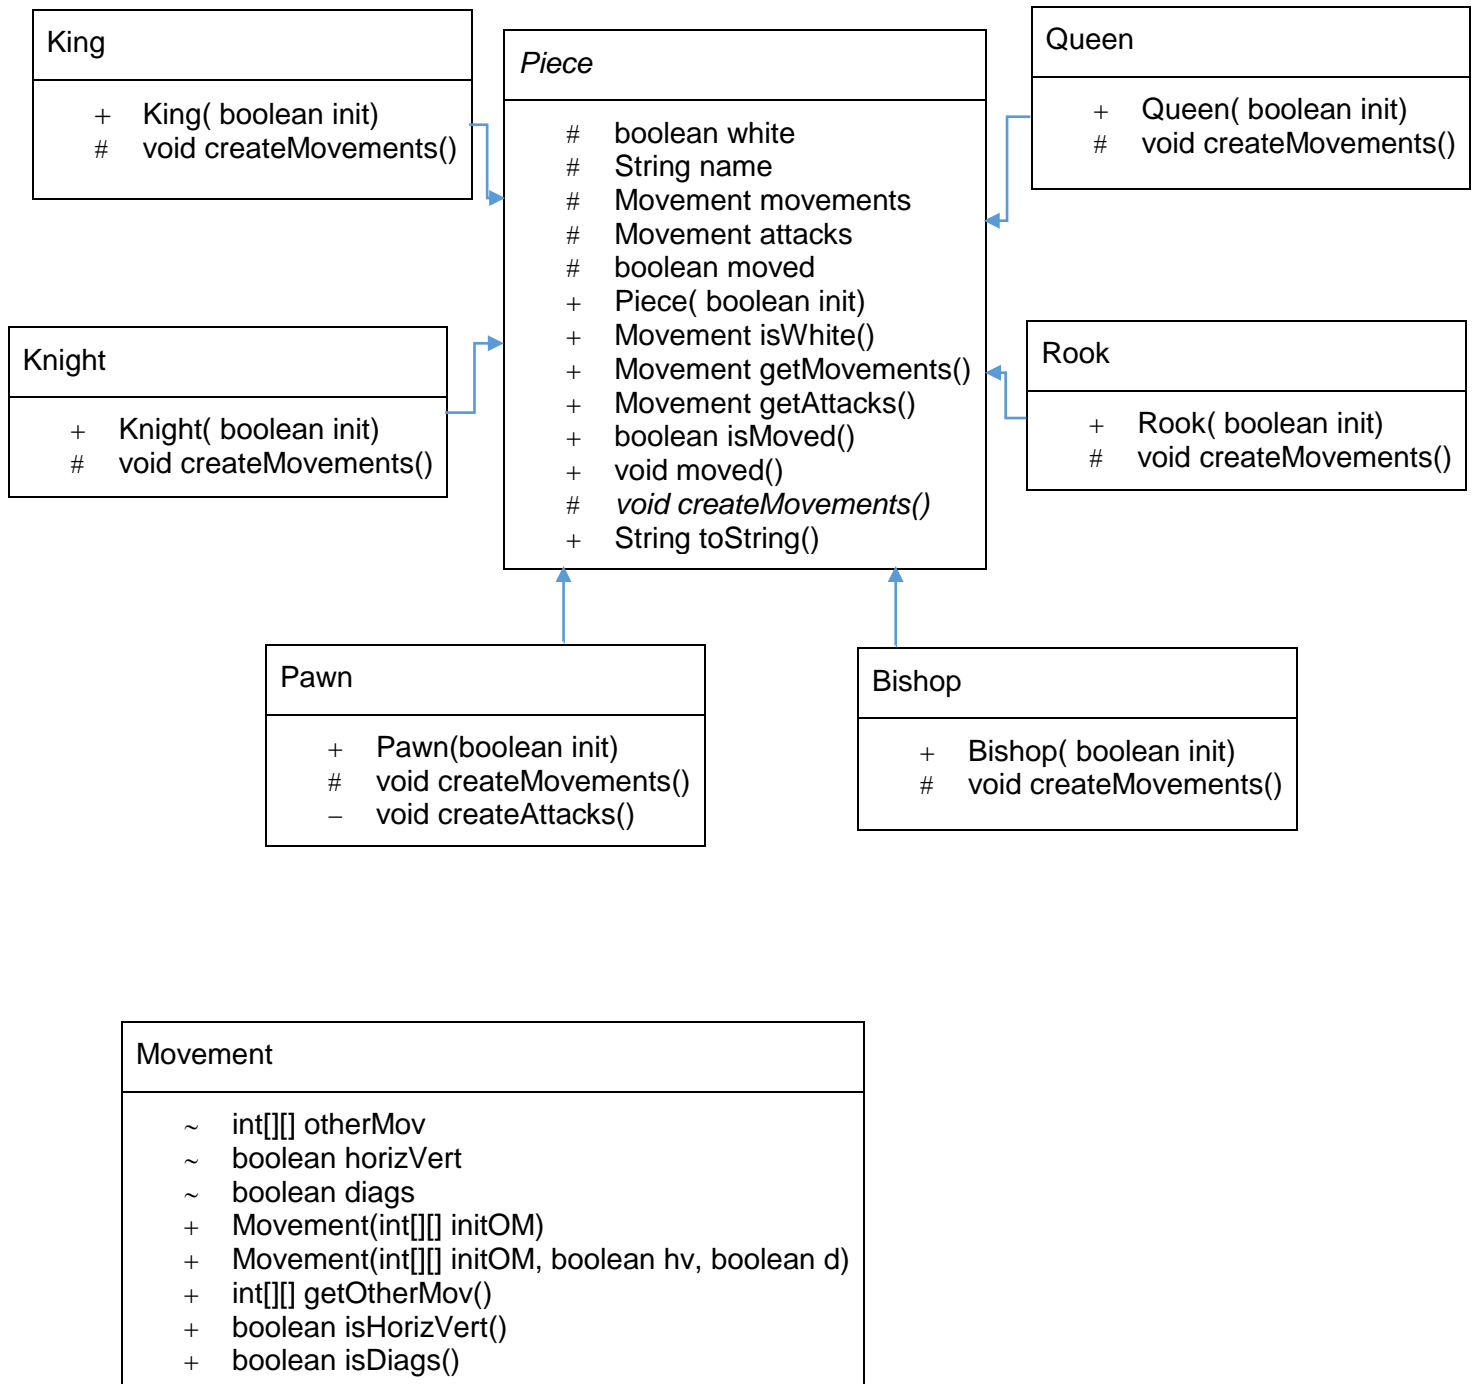 King
+ King( boolean init)
# void createMovements()
Piece
# boolean white
# String name
# Movement movements
# Movement attacks
# boolean moved
+ Piece( boolean init)
+ Movement isWhite()
+ Movement getMovements()
+ Movement getAttacks()
+ boolean isMoved()
+ void moved()
# void createMovements()
+ String toString()
Queen
+ Queen( boolean init)
# void createMovements()
Knight
+ Knight( boolean init)
# void createMovements()
Rook
+ Rook( boolean init)
# void createMovements()
Pawn
+ Pawn(boolean init)
# void createMovements()
− void createAttacks()
Bishop
+ Bishop( boolean init)
# void createMovements()
Movement
~ int[][] otherMov
~ boolean horizVert
~ boolean diags
+ Movement(int[][] initOM)
+ Movement(int[][] initOM, boolean hv, boolean d)
+ int[][] getOtherMov()
+ boolean isHorizVert()
+ boolean isDiags()